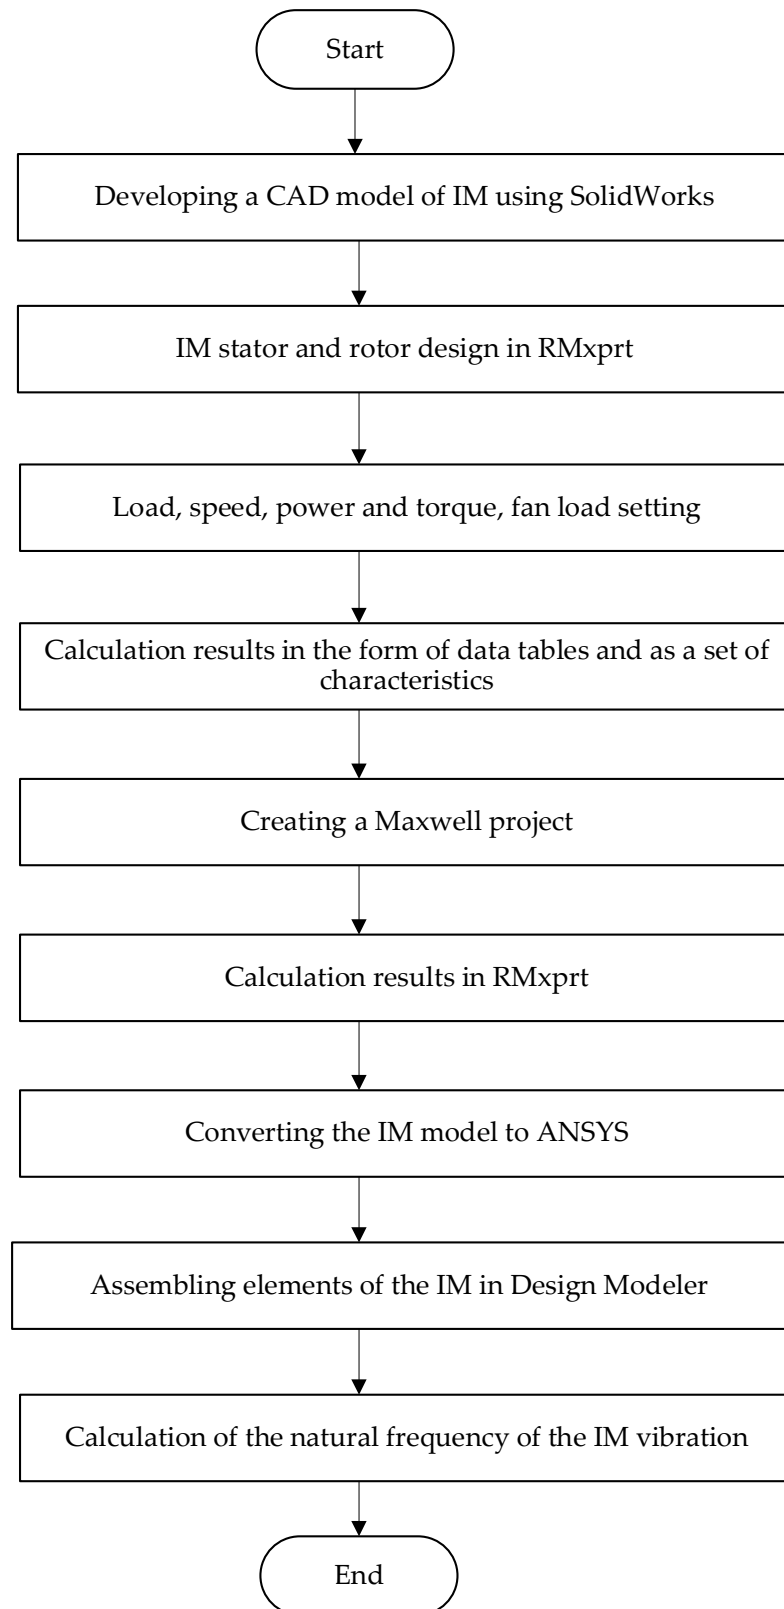 Start
Developing a CAD model of IM using SolidWorks
IM stator and rotor design in RMxprt
Load, speed, power and torque, fan load setting
Calculation results in the form of data tables and as a set of
characteristics
Creating a Maxwell project
Calculation results in RMxprt
Converting the IM model to ANSYS
Assembling elements of the IM in Design Modeler
Calculation of the natural frequency of the IM vibration
End